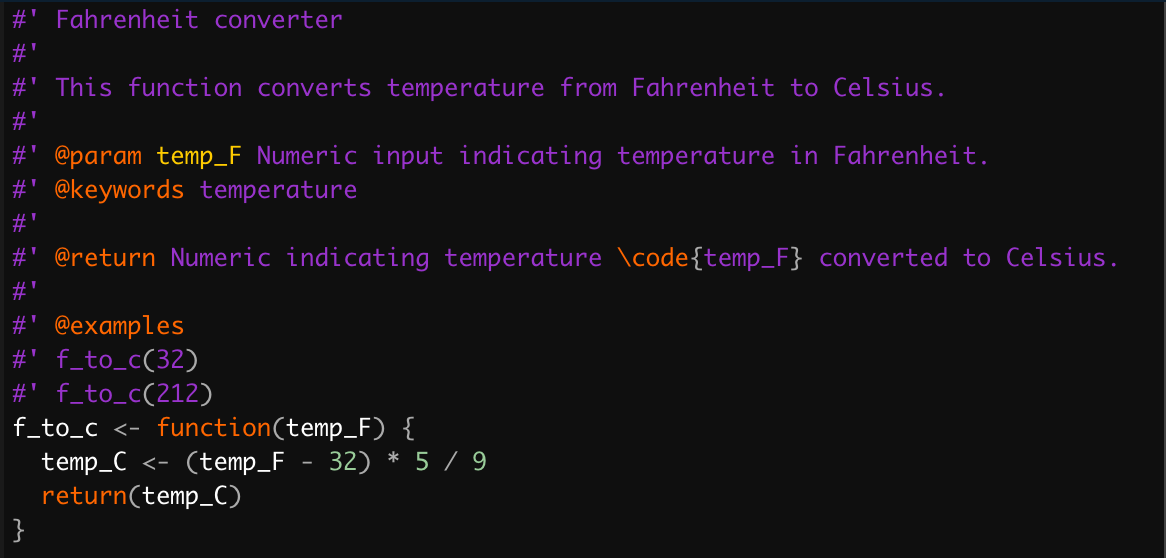 #' Fahrenheit converter
#'
#' This function converts temperature from Fahrenheit to Celsius.
#'
#' @param temp_F Numeric input indicating temperature in Fahrenheit.
#' @keywords temperature
#'
#' @return Numeric indicating temperature \code{temp_F} converted to Celsius.
#'
#' @examples
#' f_to_c(32)
#' f_to_c(212)
f_to_c <- function(temp_F) {
  temp_C <- (temp_F - 32) * 5 / 9
  return(temp_C)
}